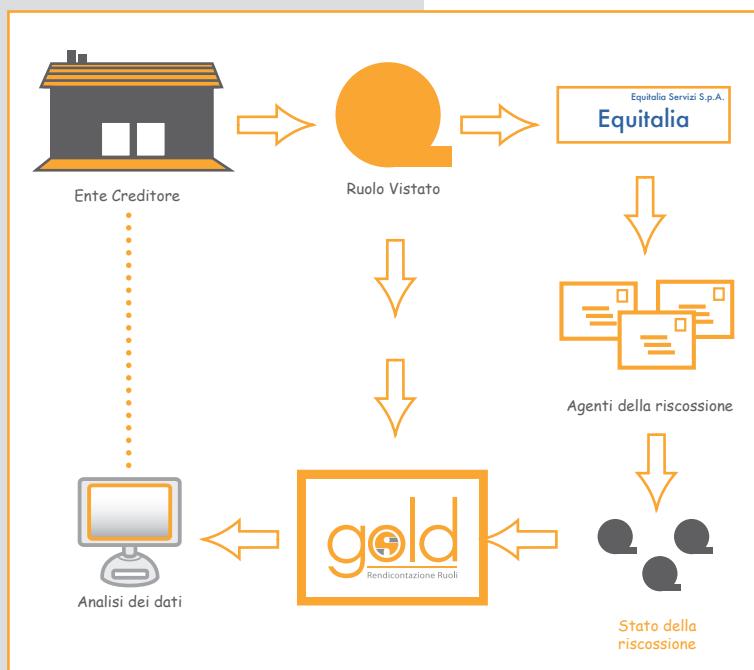 Equitalia Servizi S.p.A.
Equitalia
Ente Creditore
Ruolo Vistato
Agenti della riscossione
gold
Rendicontazione Ruoli
Analisi dei dati
Stato della
riscossione